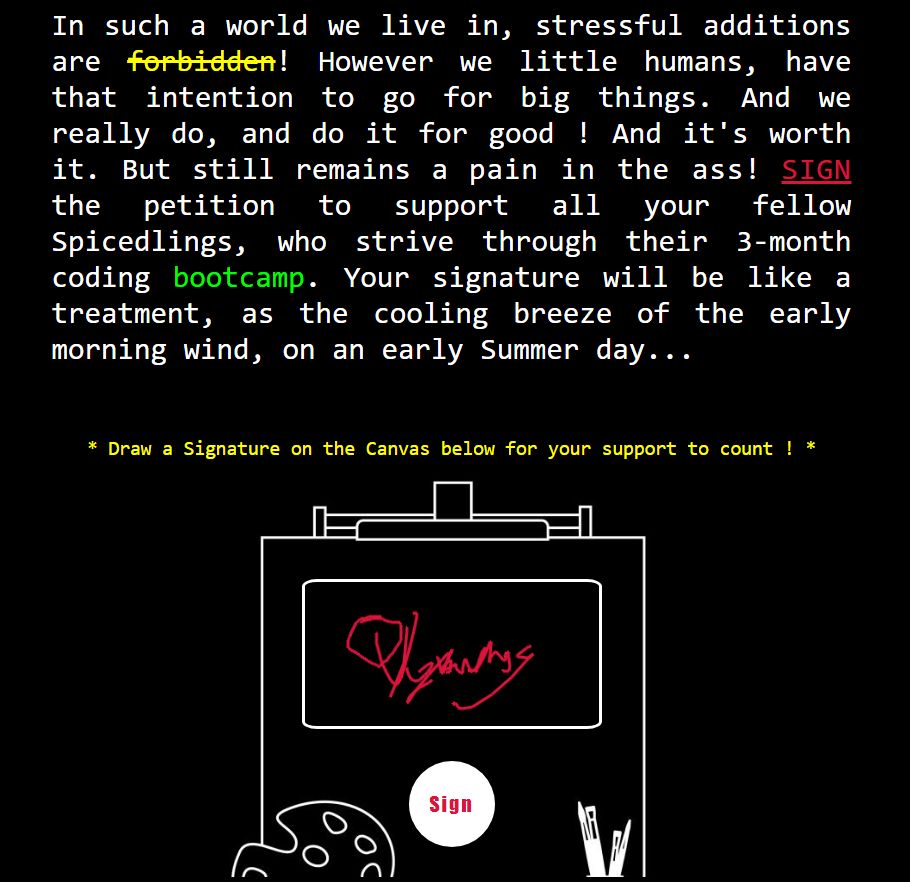 In such a world we live in, stressful additions
are forbidden! However we little humans, have
that intention to go for big things. And we
really do, and do it for good ! And it's worth
it. But still remains a pain in the ass! SIGN
the petition to support all your fellow
Spicedlings, who strive through their 3-month
coding bootcamp. Your signature will be like a
treatment, as the cooling breeze of the early
morning wind, on an early Summer day...
* Draw a Signature on the Canvas below for your support to count ! *
Sign